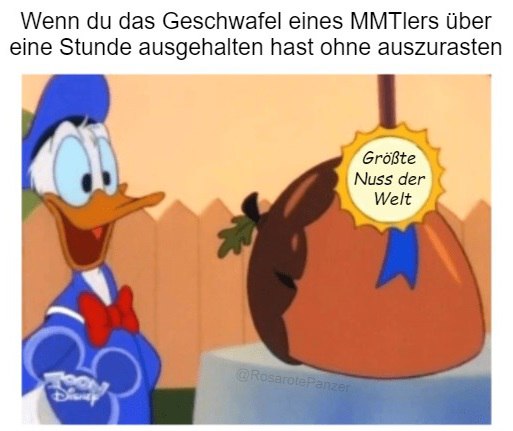 Wenn du das Geschwafel eines MMTlers über
eine Stunde ausgehalten hast ohne auszurasten
Größte
Nuss der
Welt
@RosarotePanzer
TOON
Disney